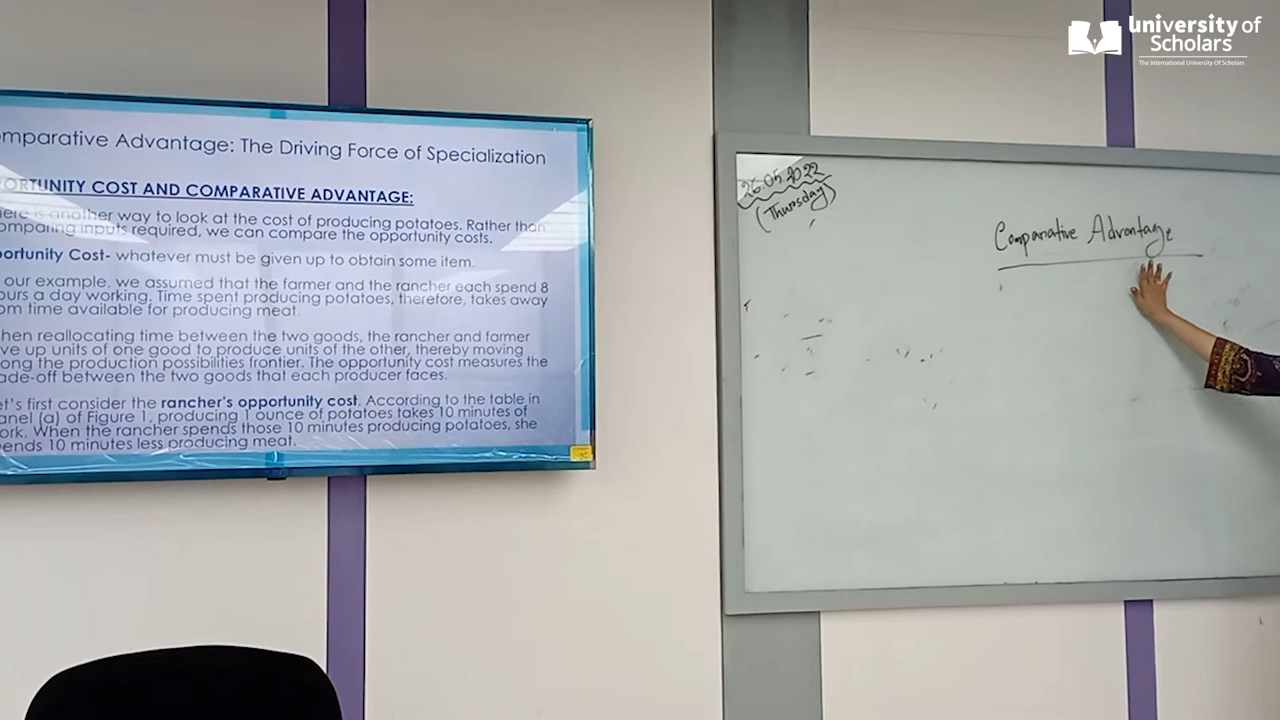 University of
Scholars
The International University Of Scholars
omparative Advantage: The Driving Force of Specialization
ORTUNITY COST AND COMPARATIVE ADVANTAGE:
ere is another way to look at the cost of producing potatoes. Rather than
omparing inputs required, we can compare the opportunity costs.
ortunity Cost- whatever must be given up to obtain some item.
our example, we assumed that the farmer and the rancher each spend 8
ours a day working. Time spent producing potatoes, therefore, takes away
om time available for producing meat.
hen reallocating time between the two goods, the rancher and farmer
ve up units of one good to produce units of the other, thereby moving
ong the production possibilities frontier. The opportunity cost measures the
ade-off between the two goods that each producer faces.
et's first consider the rancher's opportunity cost. According to the table in
anel (a) of Figure 1, producing 1 ounce of potatoes takes 10 minutes of
ork. When the rancher spends those 10 minutes producing potatoes, she
ends 10 minutes less producing meat.
26.05.2022
(Thursday)
Comparative Advantage